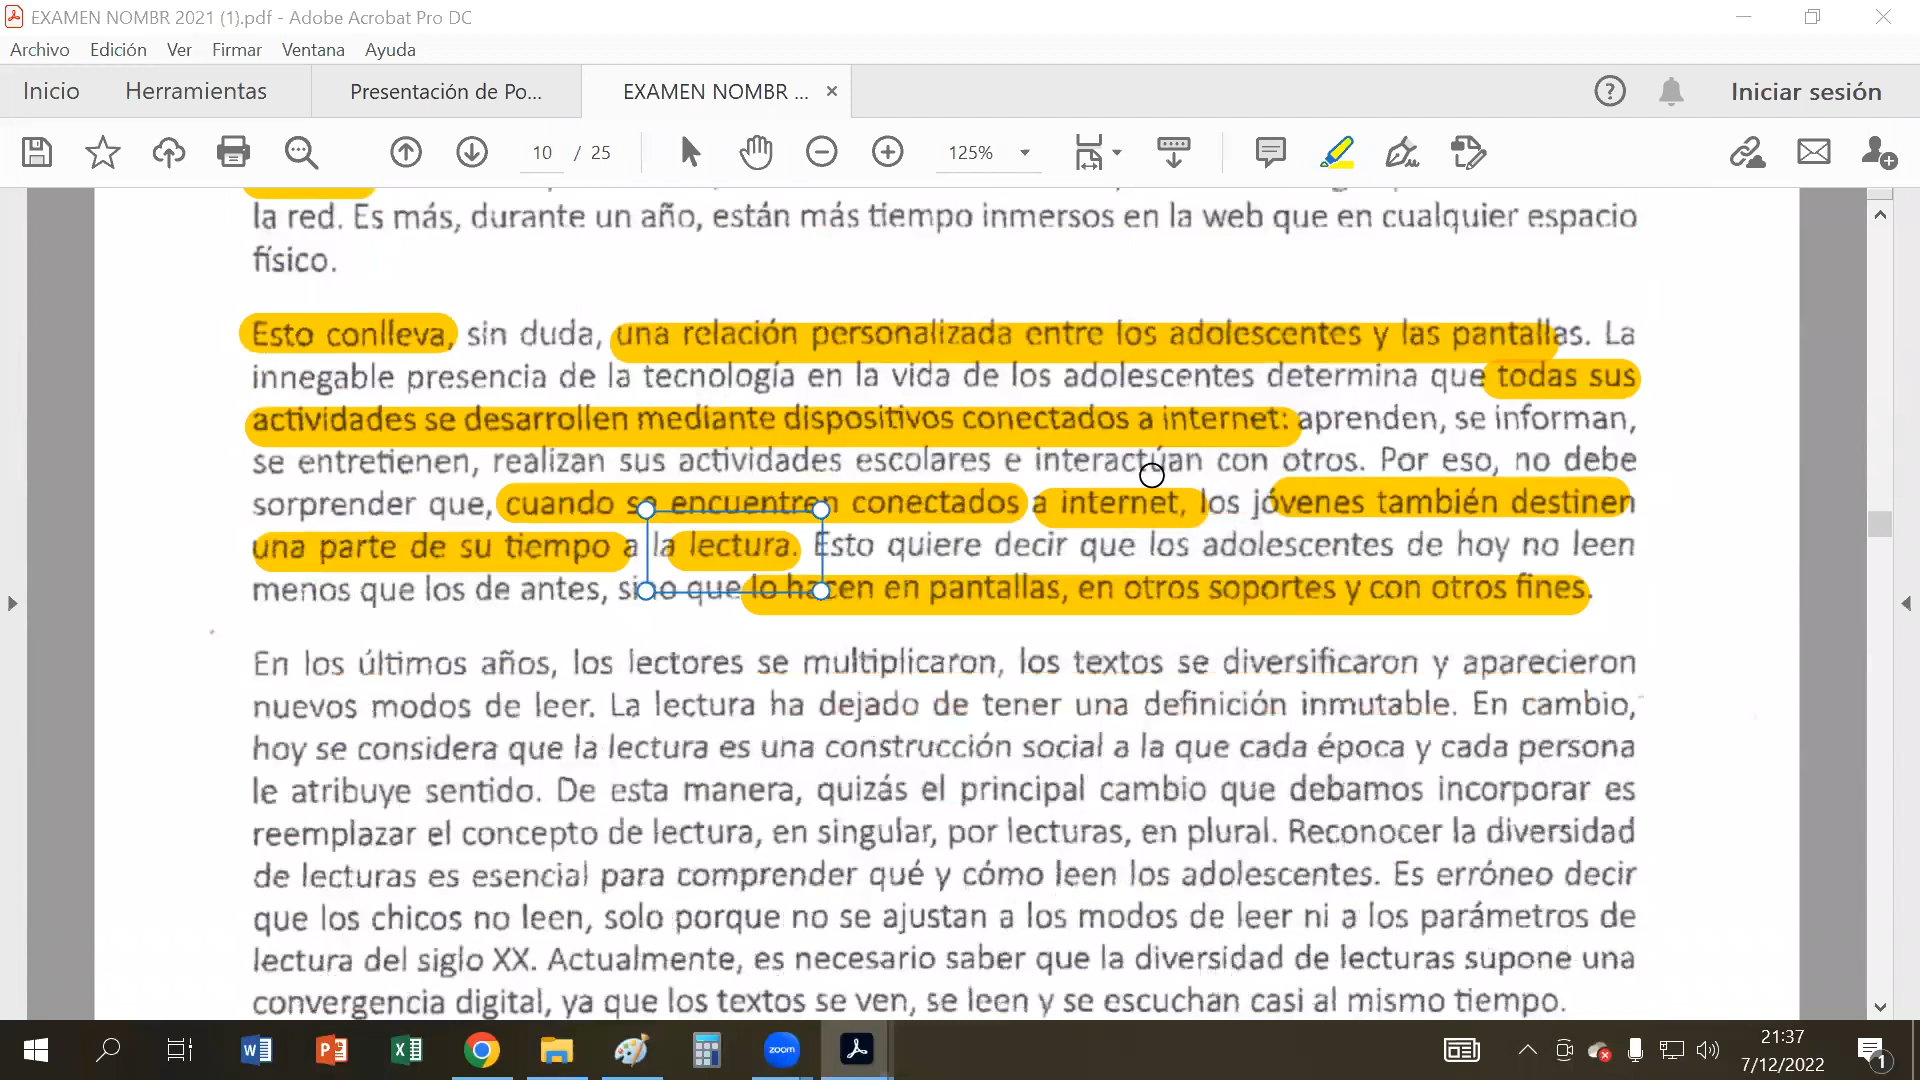 EXAMEN NOMBR 2021 (1).pdf - Adobe Acrobat Pro DC
Archivo Edición Ver Firmar Ventana Ayuda
Inicio Herramientas Presentación de Po... EXAMEN NOMBR ... × Iniciar sesión
10 / 25 125%
la red. Es más, durante un año, están más tiempo inmersos en la web que en cualquier espacio
físico.
Esto conlleva, sin duda, una relación personalizada entre los adolescentes y las pantallas. La
innegable presencia de la tecnología en la vida de los adolescentes determina que todas sus
actividades se desarrollen mediante dispositivos conectados a internet: aprenden, se informan,
se entretienen, realizan sus actividades escolares e interactúan con otros. Por eso, no debe
sorprender que, cuando se encuentren conectados a internet, los jóvenes también destinen
una parte de su tiempo a la lectura. Esto quiere decir que los adolescentes de hoy no leen
menos que los de antes, sino que lo hacen en pantallas, en otros soportes y con otros fines.
En los últimos años, los lectores se multiplicaron, los textos se diversificaron y aparecieron
nuevos modos de leer. La lectura ha dejado de tener una definición inmutable. En cambio,
hoy se considera que la lectura es una construcción social a la que cada época y cada persona
le atribuye sentido. De esta manera, quizás el principal cambio que debamos incorporar es
reemplazar el concepto de lectura, en singular, por lecturas, en plural. Reconocer la diversidad
de lecturas es esencial para comprender qué y cómo leen los adolescentes. Es erróneo decir
que los chicos no leen, solo porque no se ajustan a los modos de leer ni a los parámetros de
lectura del siglo XX. Actualmente, es necesario saber que la diversidad de lecturas supone una
convergencia digital, ya que los textos se ven, se leen y se escuchan casi al mismo tiempo.
zoom
21:37
7/12/2022
1